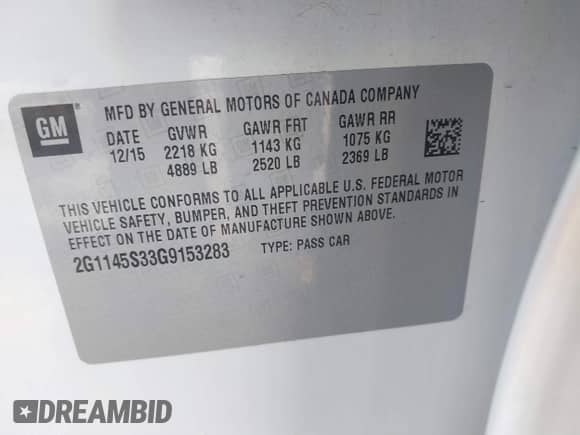 GM
MFD BY GENERAL MOTORS OF CANADA COMPANY
DATE GVWR GAWR FRT GAWR RR
12/15 2218 KG 1143 KG 1075 KG
4889 LB 2520 LB 2369 LB
THIS VEHICLE CONFORMS TO ALL APPLICABLE U.S. FEDERAL MOTOR
VEHICLE SAFETY, BUMPER, AND THEFT PREVENTION STANDARDS IN
EFFECT ON THE DATE OF MANUFACTURE SHOWN ABOVE.
2G1145S33G9153283 TYPE: PASS CAR
DREAMBID